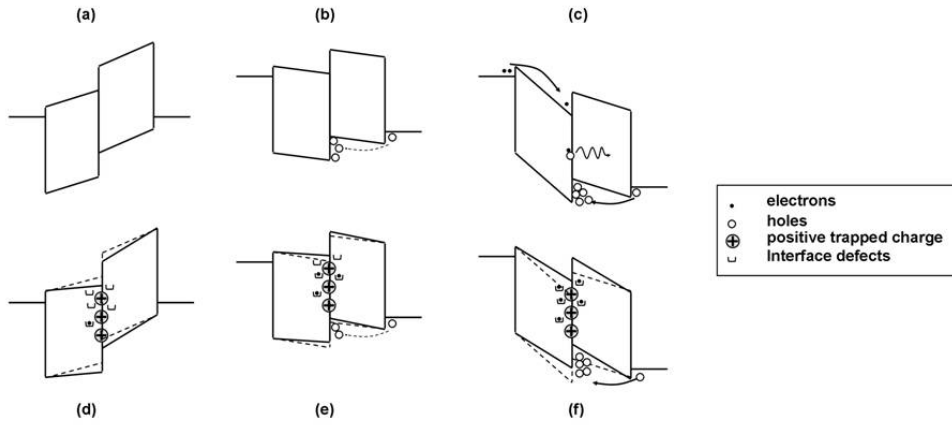 (a)
(b)
(c)
electrons
holes
positive trapped charge
Interface defects
(d)
(e)
(f)